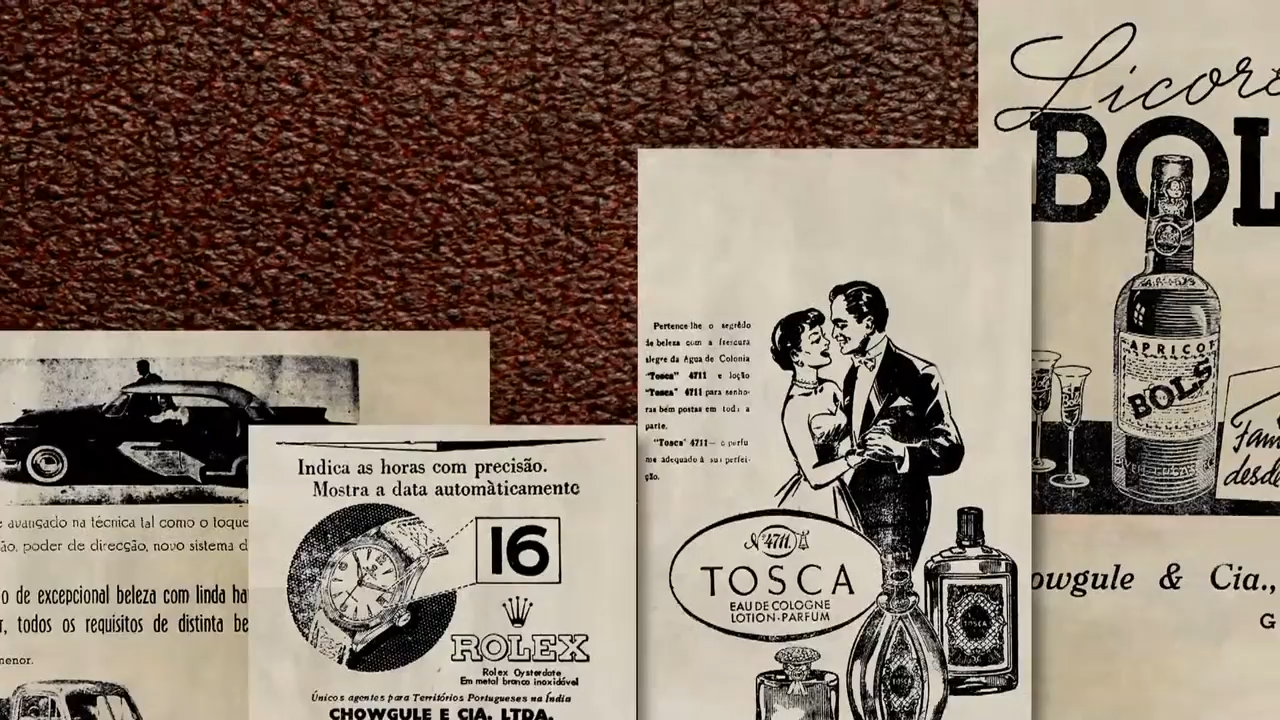 e avançado na técnica tal como o toque
ão, poder de direcção, novo sistema d
o de excepcional beleza com linda ha
r, todos os requisitos de distinta be
menor.
Indica as horas com precisão.
Mostra a data automàticamente
16
ROLEX
Rolex Oysterdate
Em metal branco inoxidável
Únicos agentes para Territórios Portugueses na Índia
CHOWGULE E CIA. LTDA.
Pertence-lhe o segrêdo
de beleza com a frescura
alegre da Agua de Colonia
"Tosca" 4711 e loção
"Tosca" 4711 para senho-
ras bem postas em toda a
parte.
"Tosca" 4711— o perfu
me adequado à sua perfei-
ção.
Nº 4711
TOSCA
EAU DE COLOGNE
LOTION-PARFUM
TOSCA
Licore
BOL
APRICOT
BOLS
Fam
desde
owgule & Cia.,
G